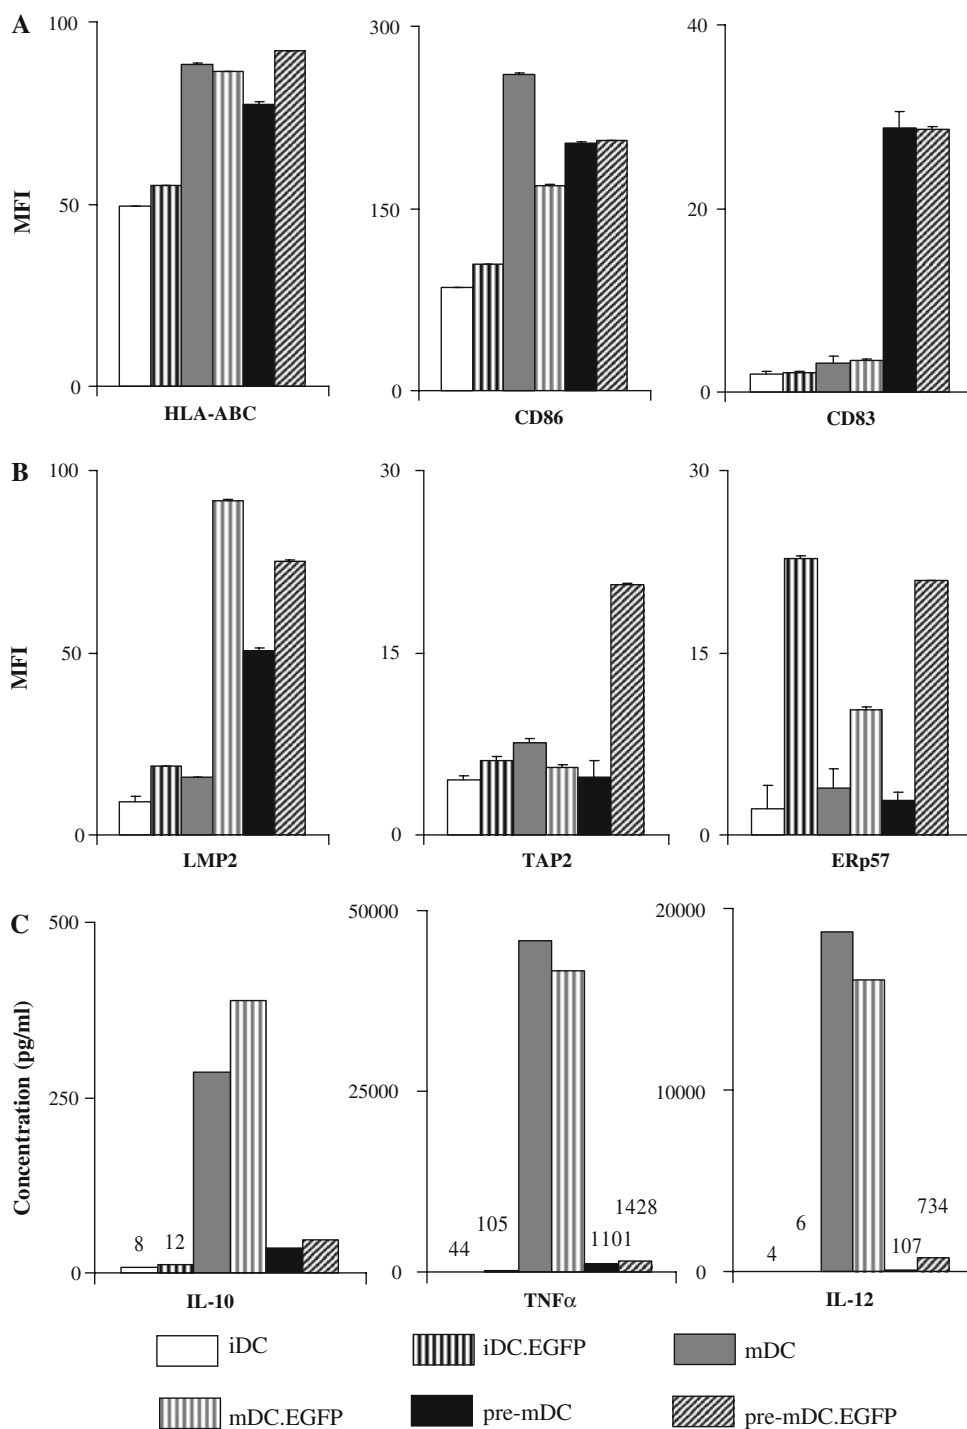 A
MFI
100
50
0
HLA-ABC
300
150
0
CD86
40
20
0
CD83
B
MFI
100
50
0
LMP2
30
15
0
TAP2
30
15
0
ERp57
C
Concentration (pg/ml)
500
250
0
8
12
IL-10
50000
25000
0
44
105
1101
1428
TNFα
20000
10000
0
4
6
107
734
IL-12
iDC
iDC.EGFP
mDC
mDC.EGFP
pre-mDC
pre-mDC.EGFP